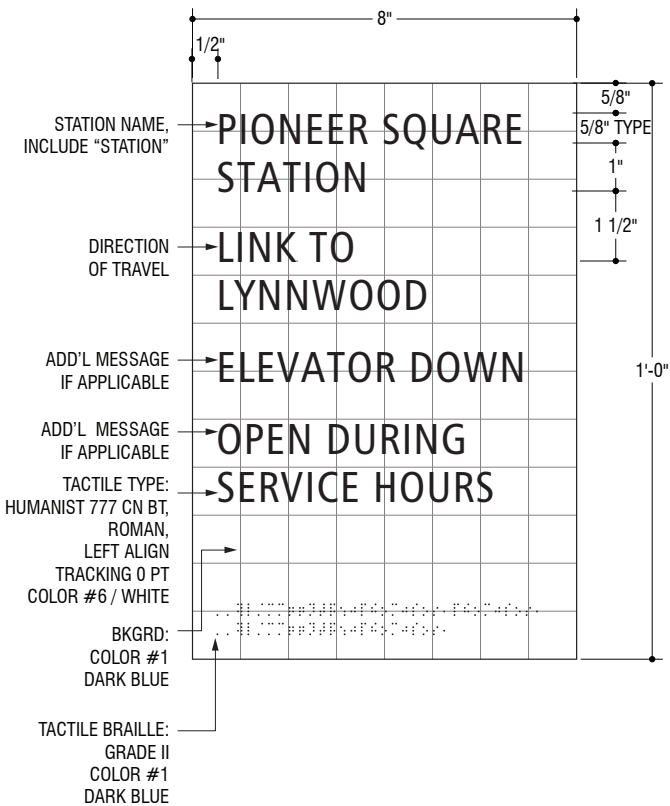 8"
1/2"
5/8"
5/8" TYPE
1"
1 1/2"
1'-0"
STATION NAME,
INCLUDE “STATION”
PIONEER SQUARE
STATION
DIRECTION
OF TRAVEL
LINK TO
LYNNWOOD
ADD'L MESSAGE
IF APPLICABLE
ELEVATOR DOWN
ADD'L MESSAGE
IF APPLICABLE
OPEN DURING
SERVICE HOURS
TACTILE TYPE:
HUMANIST 777 CN BT,
ROMAN,
LEFT ALIGN
TRACKING 0 PT
COLOR #6 / WHITE
BKGRD:
COLOR #1
DARK BLUE
TACTILE BRAILLE:
GRADE II
COLOR #1
DARK BLUE